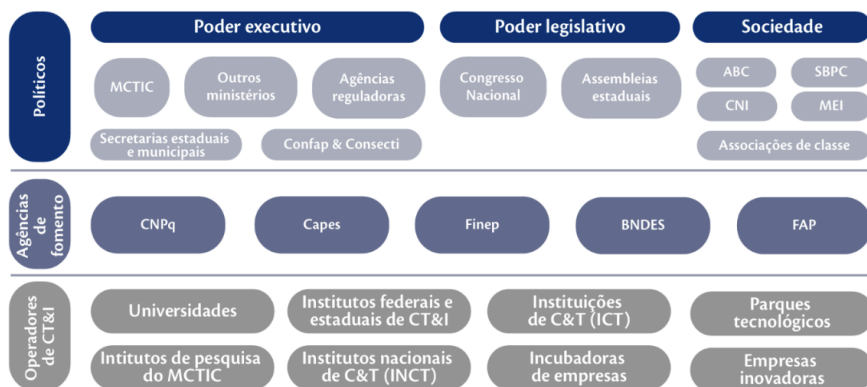 Políticos
Poder executivo
Poder legislativo
Sociedade
MCTIC
Outros
ministérios
Agências
reguladoras
Congresso
Nacional
Assembleias
estaduais
ABC
SBPC
CNI
MEI
Secretarias estaduais
e municipais
Confap & Consecti
Associações de classe
Agências
de
fomento
CNPq
Capes
Finep
BNDES
FAP
Operadores
de CT&I
Universidades
Institutos federais e
estaduais de CT&I
Instituições
de C&T (ICT)
Parques
tecnológicos
Intitutos de pesquisa
do MCTIC
Institutos nacionais
de C&T (INCT)
Incubadoras
de empresas
Empresas
inovadoras